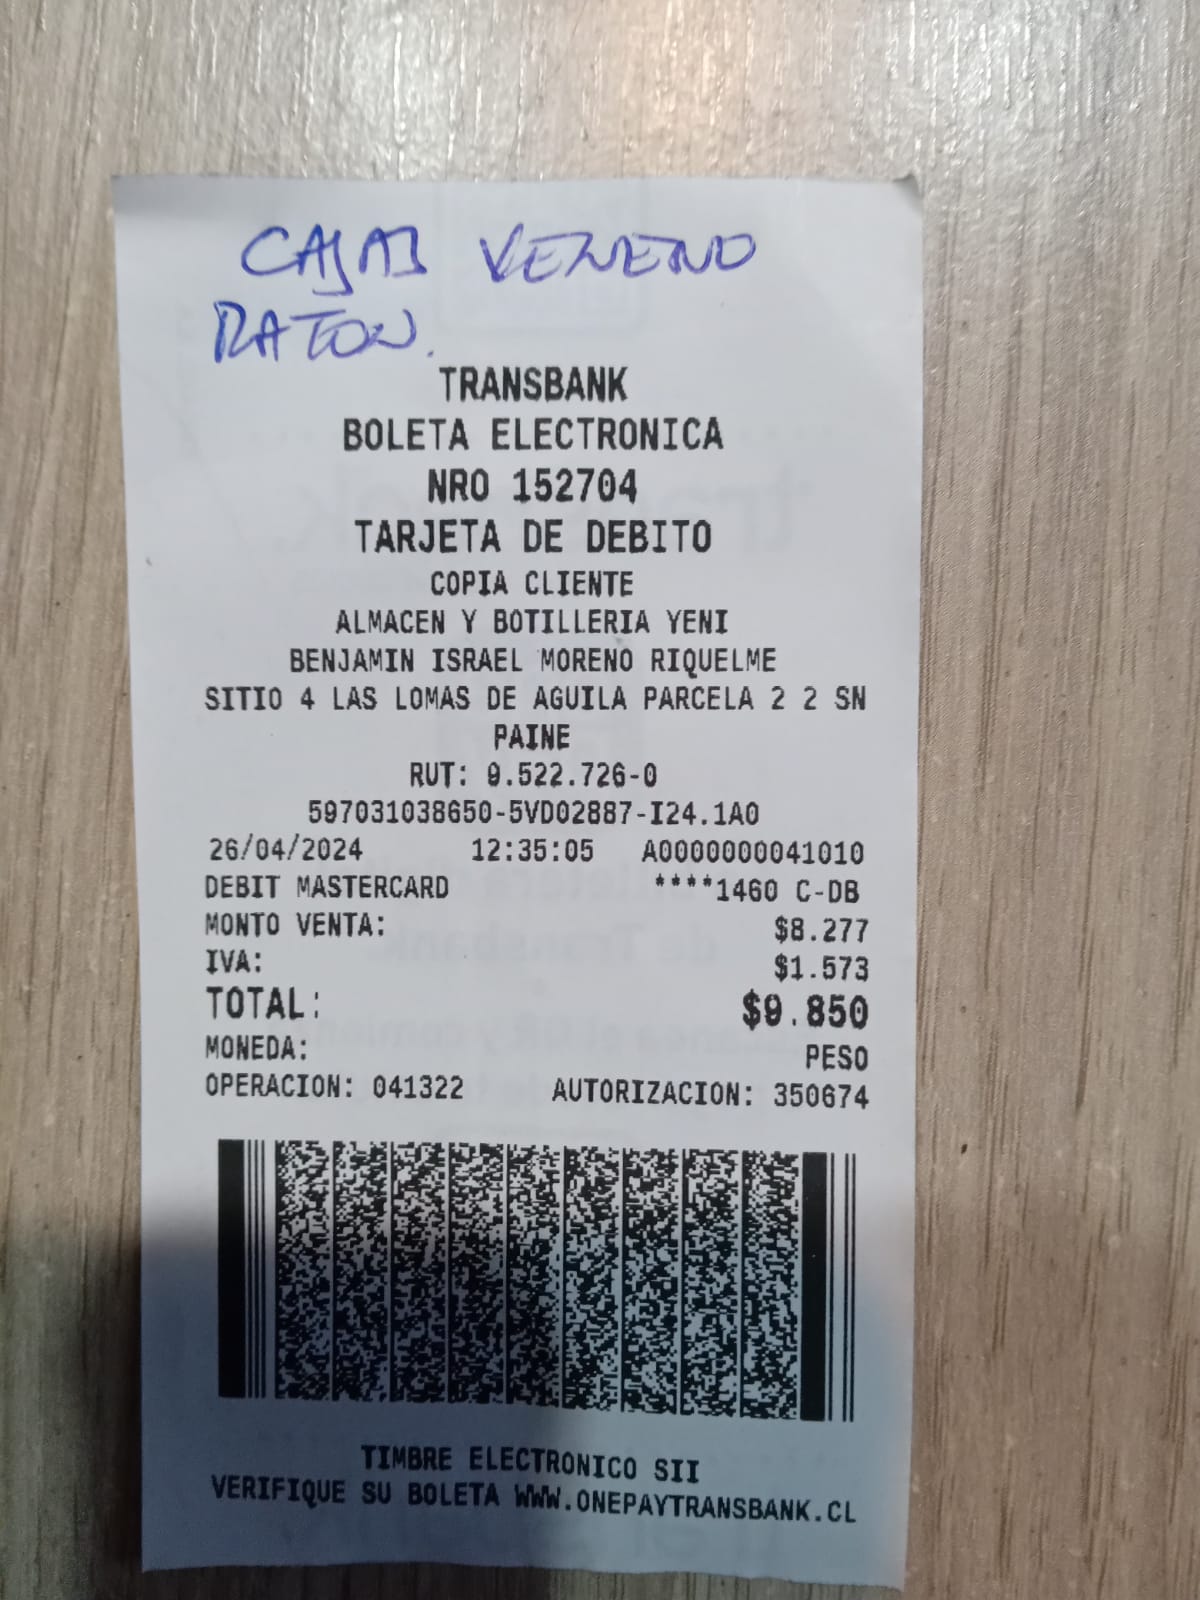 CAJAS VENENO
RATON.
TRANSBANK
BOLETA ELECTRONICA
NRO 152704
TARJETA DE DEBITO
COPIA CLIENTE
ALMACEN Y BOTILLERIA YENI
BENJAMIN ISRAEL MORENO RIQUELME
SITIO 4 LAS LOMAS DE AGUILA PARCELA 2 2 SN
PAINE
RUT: 9.522.726-0
597031038650-5VD02887-I24.1A0
26/04/2024 12:35:05 A0000000041010
DEBIT MASTERCARD ****1460 C-DB
MONTO VENTA: $8.277
IVA: $1.573
TOTAL: $9.850
MONEDA: PESO
OPERACION: 041322 AUTORIZACION: 350674
TIMBRE ELECTRONICO SII
VERIFIQUE SU BOLETA WWW.ONEPAYTRANSBANK.CL